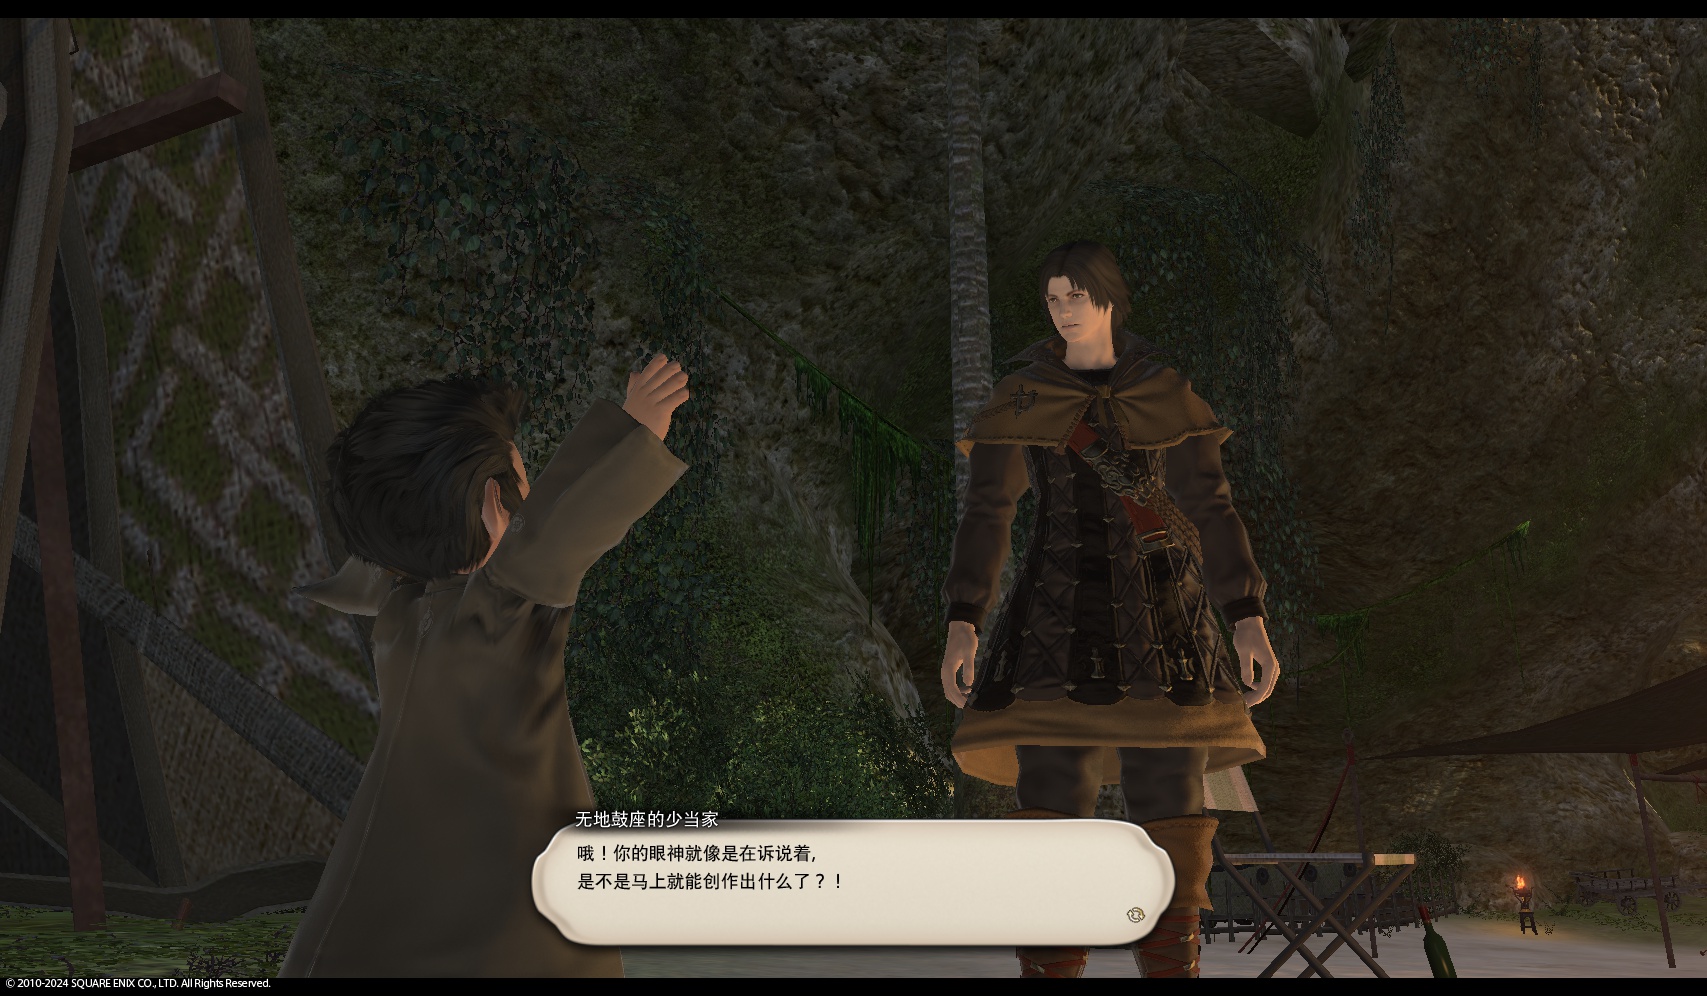 无地鼓座的少当家
哦！你的眼神就像是在诉说着,
是不是马上就能创作出什么了？！
© 2010-2024 SQUARE ENIX CO., LTD. All Rights Reserved.